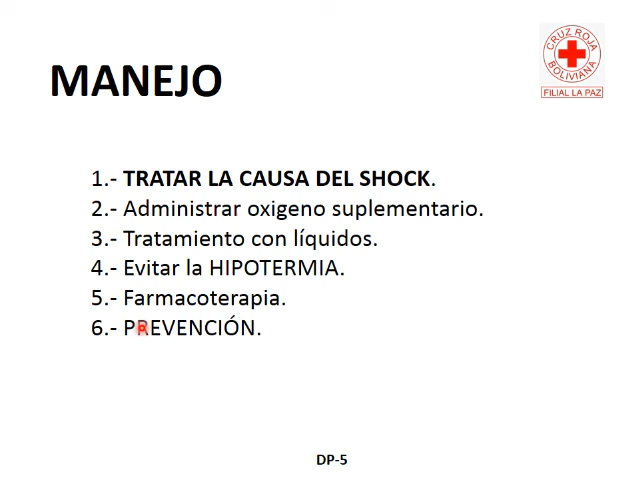 CRUZ ROJA
BOLIVIANA
FILIAL LA PAZ
MANEJO
1.- TRATAR LA CAUSA DEL SHOCK.
2.- Administrar oxigeno suplementario.
3.- Tratamiento con líquidos.
4.- Evitar la HIPOTERMIA.
5.- Farmacoterapia.
6.- PREVENCIÓN.
DP-5